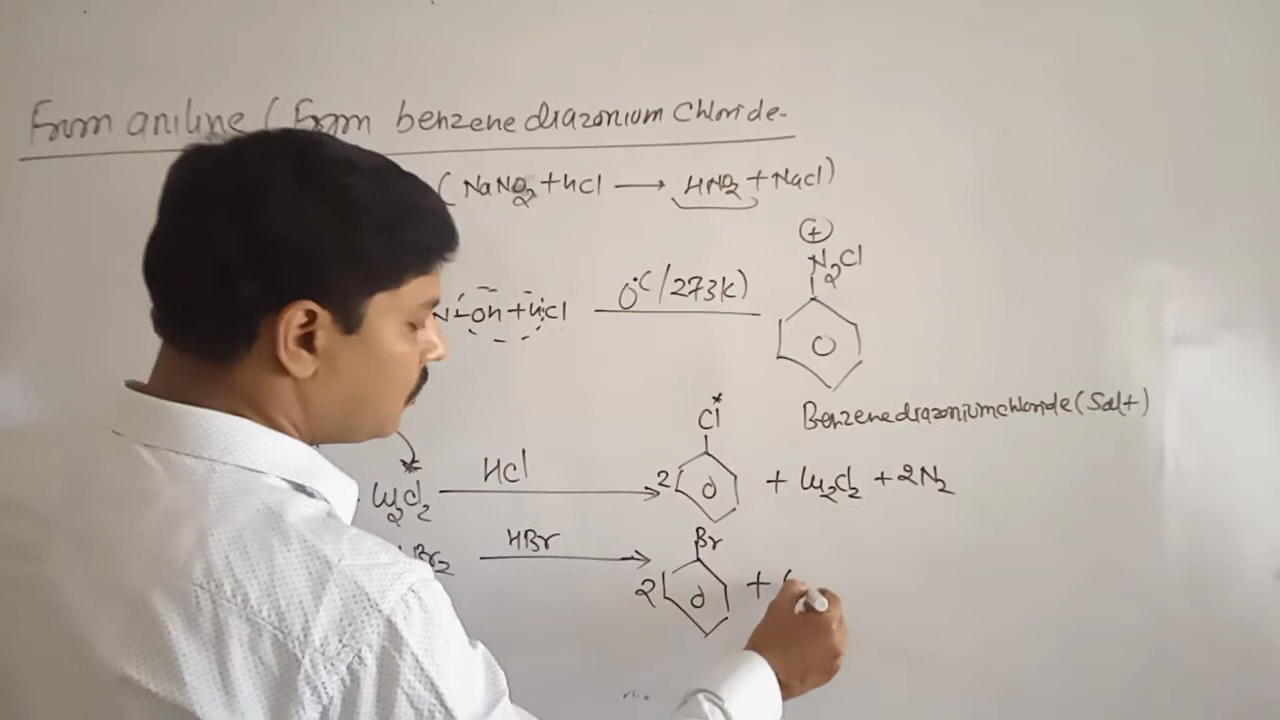 From aniline (From benzene diazonium chloride-
(NaNO2 + HCl ⟶ HNO2 + NaCl)
⊕
N2Cl
N-OH + HCl 0°C/273K)
Benzenediazoniumchloride (Salt)
Cl*
Cu2Cl2 HCl ⟶ 2 + Cu2Cl2 + 2N2
Br
Br2 HBr ⟶ 2 +